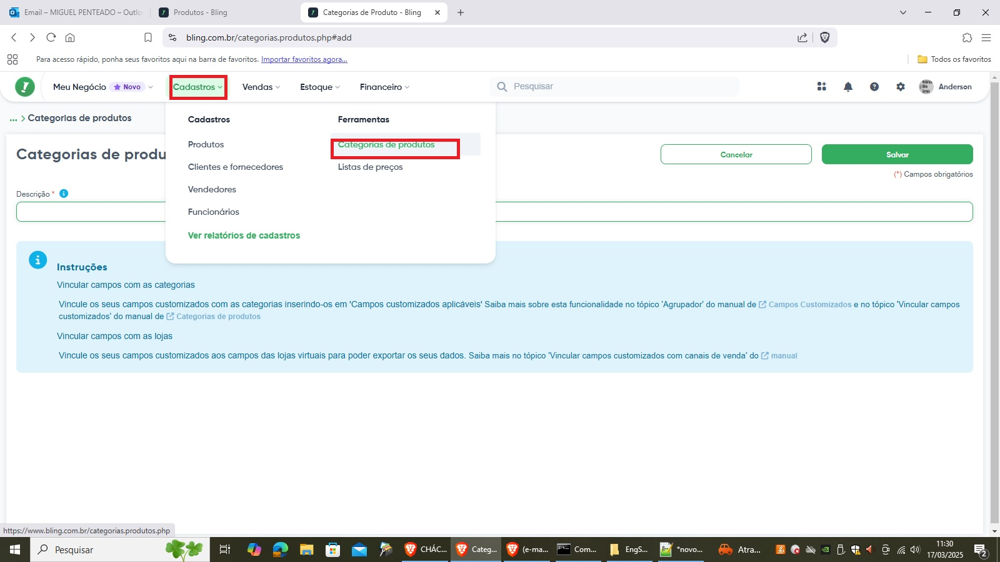 Email – MIGUEL PENTEADO – Outlo
Produtos - Bling
Categorias de Produto - Bling
bling.com.br/categorias.produtos.php#add
Para acesso rápido, ponha seus favoritos aqui na barra de favoritos. Importar favoritos agora...
Todos os favoritos
Meu Negócio
Novo
Cadastros
Vendas
Estoque
Financeiro
Pesquisar
Anderson
... > Categorias de produtos
Cadastros
Produtos
Clientes e fornecedores
Vendedores
Funcionários
Ver relatórios de cadastros
Ferramentas
Categorias de produtos
Listas de preços
Categorias de produ
Cancelar
Salvar
(*) Campos obrigatórios
Descrição *
Instruções
Vincular campos com as categorias
Vincule os seus campos customizados com as categorias inserindo-os em 'Campos customizados aplicáveis' Saiba mais sobre esta funcionalidade no tópico 'Agrupador' do manual de Campos Customizados e no tópico 'Vincular campos
customizados' do manual de Categorias de produtos
Vincular campos com as lojas
Vincule os seus campos customizados aos campos das lojas virtuais para poder exportar os seus dados. Saiba mais no tópico 'Vincular campos customizados com canais de venda' do manual
https://www.bling.com.br/categorias.produtos.php
Pesquisar
CHÁC...
Categ...
(e-ma...
Com...
EngS...
*novo...
Atra...
11:30
17/03/2025
2